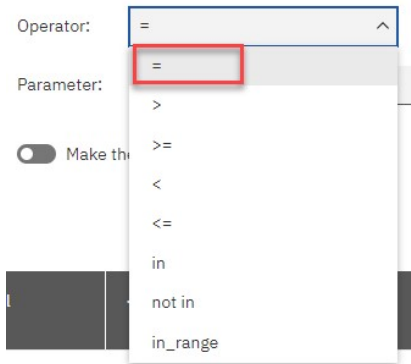 Operator: =
=
Parameter:
>
Make the
>=
<
<=
in
not in
in_range